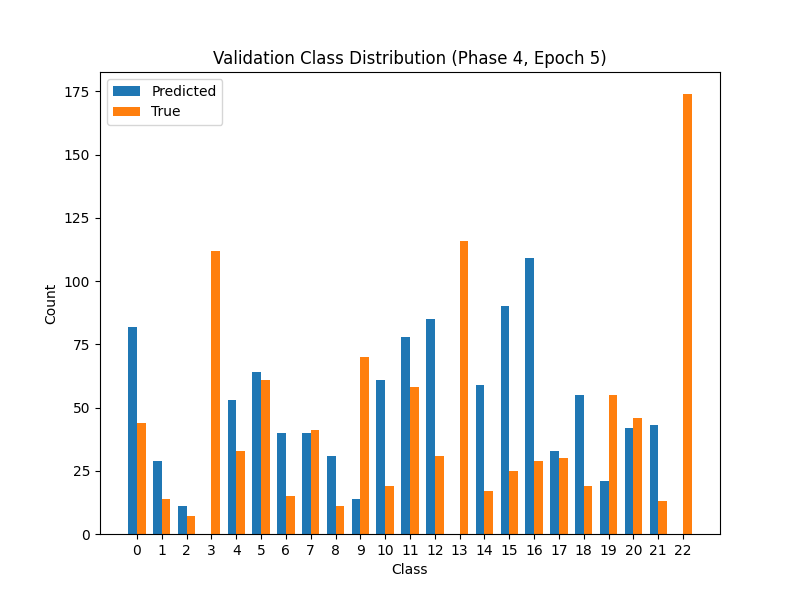 Validation Class Distribution (Phase 4, Epoch 5)
Predicted
True
175
150
125
100
75
50
25
0
Count
0 1 2 3 4 5 6 7 8 9 10 11 12 13 14 15 16 17 18 19 20 21 22
Class